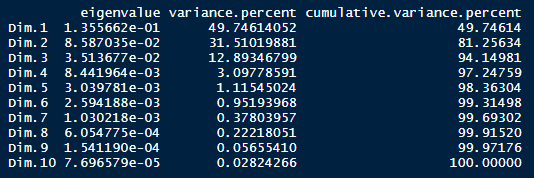 eigenvalue variance.percent cumulative.variance.percent
Dim.1 1.355662e-01 49.74614052 49.74614
Dim.2 8.587035e-02 31.51019881 81.25634
Dim.3 3.513677e-02 12.89346799 94.14981
Dim.4 8.441964e-03 3.09778591 97.24759
Dim.5 3.039781e-03 1.11545024 98.36304
Dim.6 2.594188e-03 0.95193968 99.31498
Dim.7 1.030218e-03 0.37803957 99.69302
Dim.8 6.054775e-04 0.22218051 99.91520
Dim.9 1.541190e-04 0.05655410 99.97176
Dim.10 7.696579e-05 0.02824266 100.00000